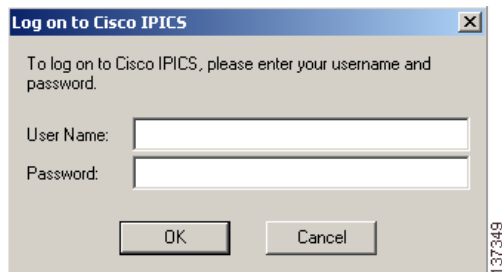 Log on to Cisco IPICS
To log on to Cisco IPICS, please enter your username and
password.
User Name:
Password:
OK
Cancel
137349